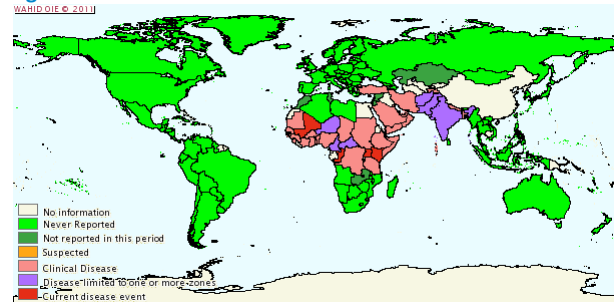 WAHID OIE © 2011
No information
Never Reported
Not reported in this period
Suspected
Clinical Disease
Disease limited to one or more zones
Current disease event